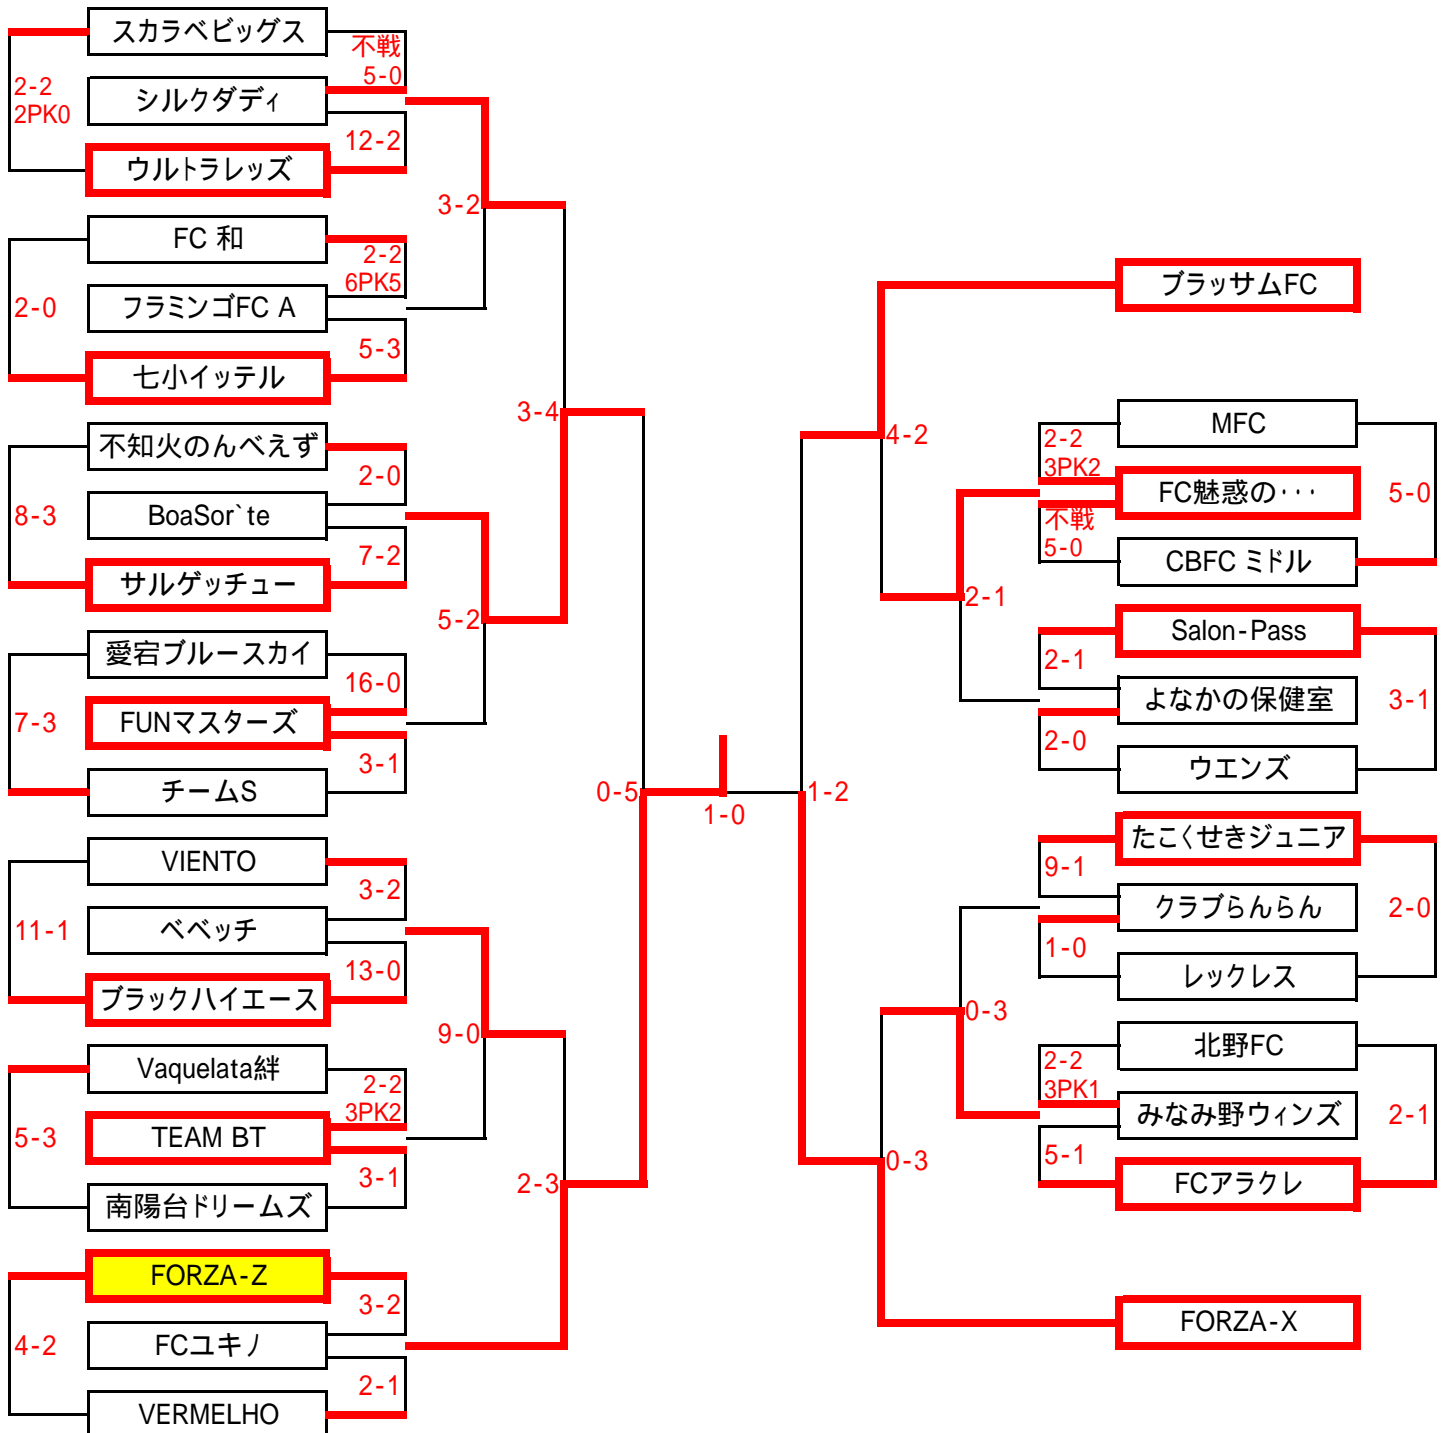 スカラベビッグス
不戦
5-0
2-2
2PK0
シルクダディ
12-2
ウルトラレッズ
3-2
FC 和
2-2
6PK5
2-0
フラミンゴFC A
5-3
七小イッテル
3-4
不知火のんべえず
2-0
8-3
BoaSor`te
7-2
サルゲッチュー
5-2
愛宕ブルースカイ
16-0
7-3
FUNマスターズ
3-1
チームS
0-5
1-0
VIENTO
3-2
11-1
ベベッチ
13-0
ブラックハイエース
9-0
Vaquelata絆
2-2
3PK2
5-3
TEAM BT
3-1
南陽台ドリームズ
2-3
FORZA-Z
3-2
4-2
FCユキノ
2-1
VERMELHO
ブラッサムFC
4-2
MFC
2-2
3PK2
FC魅惑の・・・
5-0
不戦
5-0
CBFC ミドル
2-1
Salon-Pass
2-1
よなかの保健室
3-1
2-0
ウエンズ
1-2
たこくせきジュニア
9-1
クラブらんらん
2-0
1-0
レックレス
0-3
北野FC
2-2
3PK1
みなみ野ウィンズ
2-1
5-1
FCアラクレ
0-3
FORZA-X